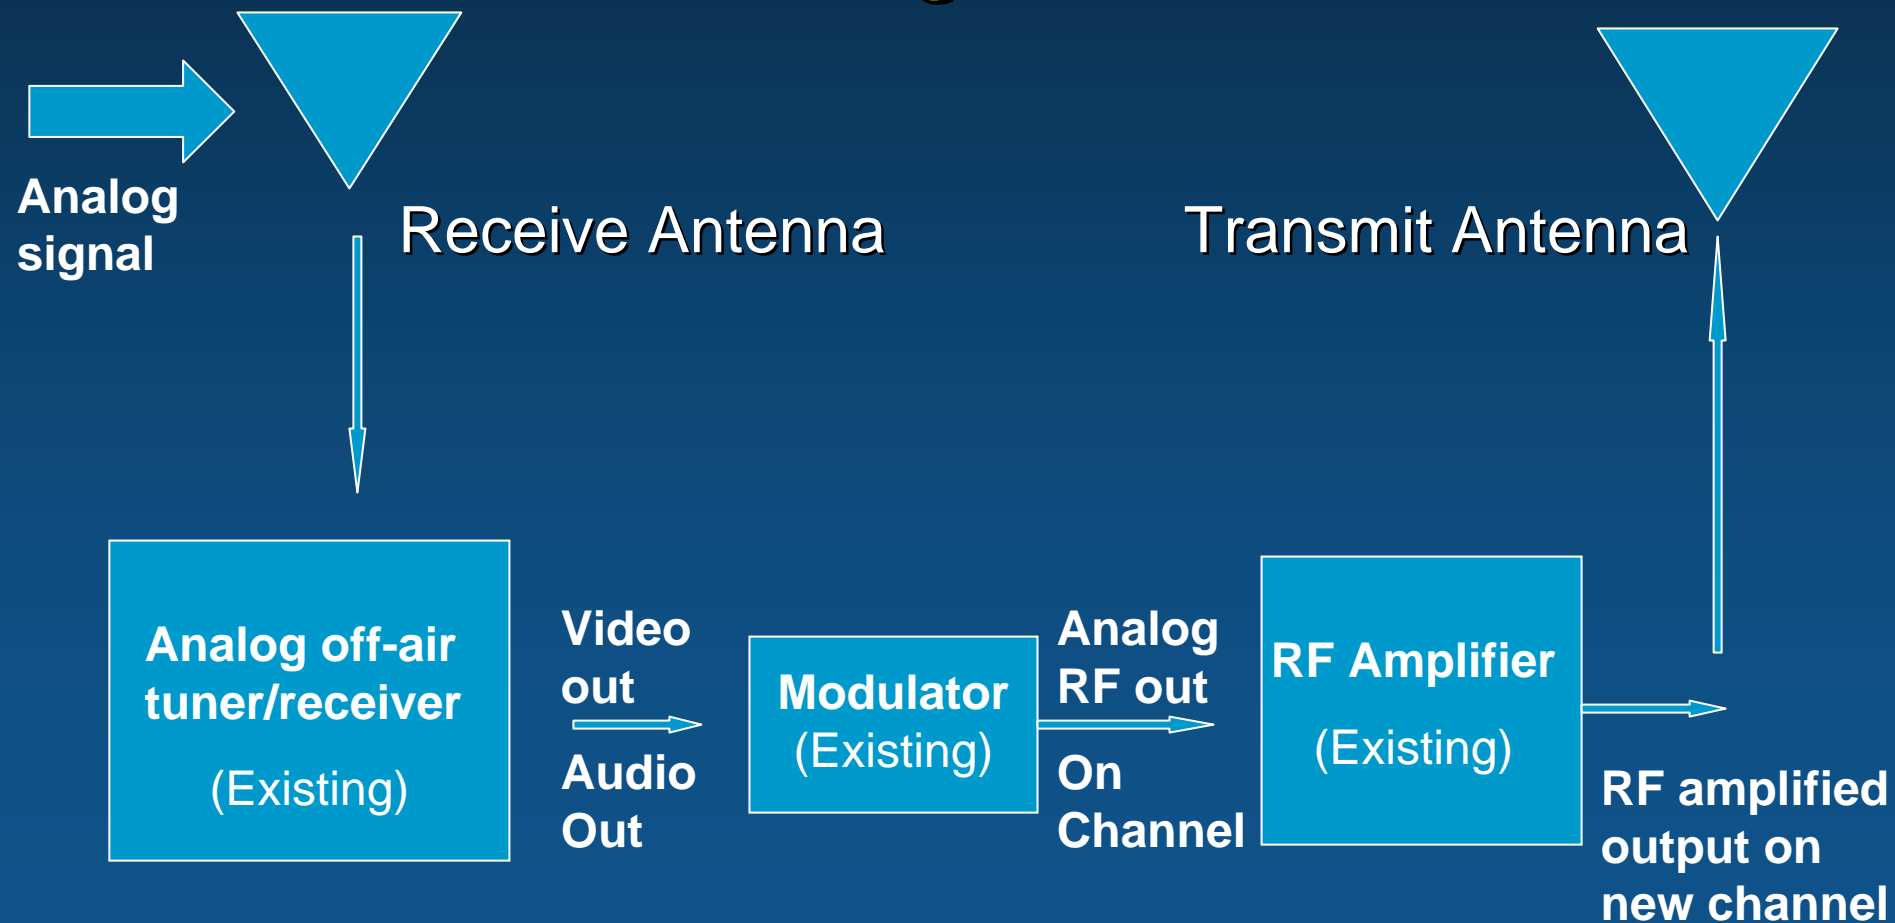 Analog
signal
Receive Antenna
Transmit Antenna
Analog off-air
tuner/receiver
(Existing)
Video
out
Audio
Out
Modulator
(Existing)
Analog
RF out
On
Channel
RF Amplifier
(Existing)
RF amplified
output on
new channel